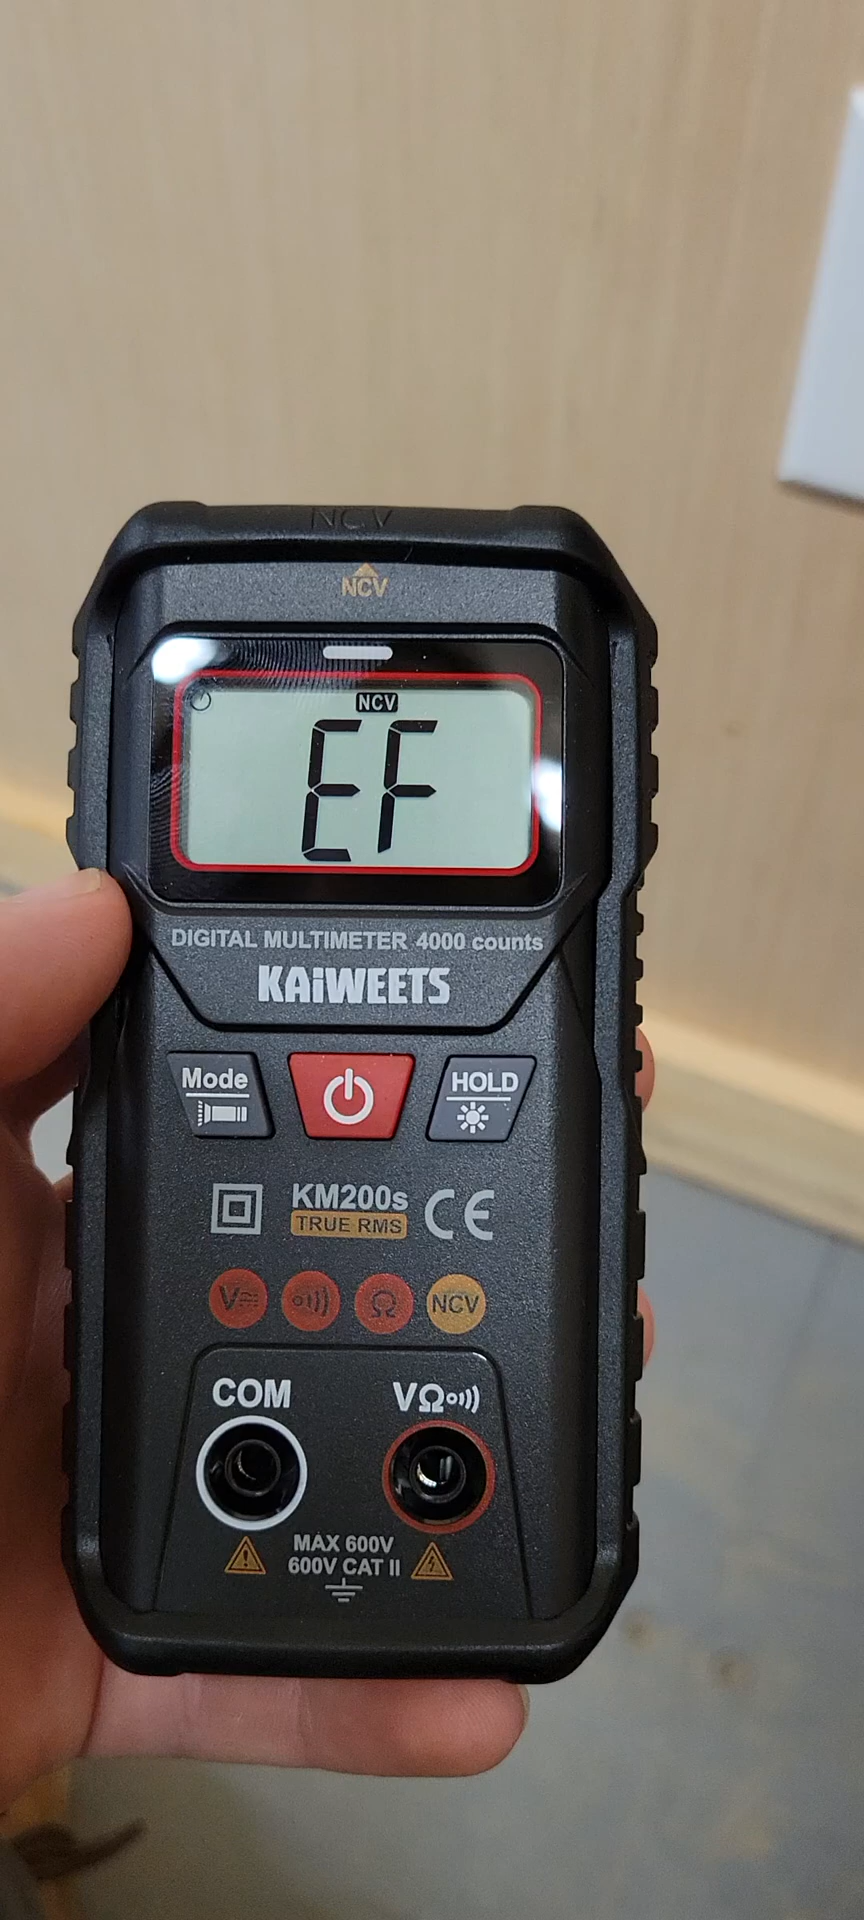 NCV
NCV
NCV
EF
DIGITAL MULTIMETER 4000 counts
KAiWEETS
Mode
HOLD
KM200s
TRUE RMS
CE
V Ω NCV
COM VΩ
MAX 600V
600V CAT II